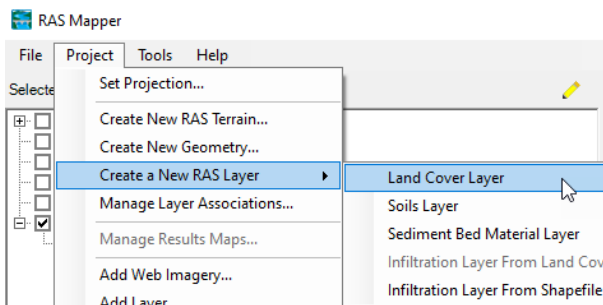 RAS Mapper
File Project Tools Help
Selecte
Set Projection...
Create New RAS Terrain...
Create New Geometry...
Create a New RAS Layer
Land Cover Layer
Manage Layer Associations...
Soils Layer
Manage Results Maps...
Sediment Bed Material Layer
Infiltration Layer From Land Cov
Add Web Imagery...
Infiltration Layer From Shapefile
Add Layer